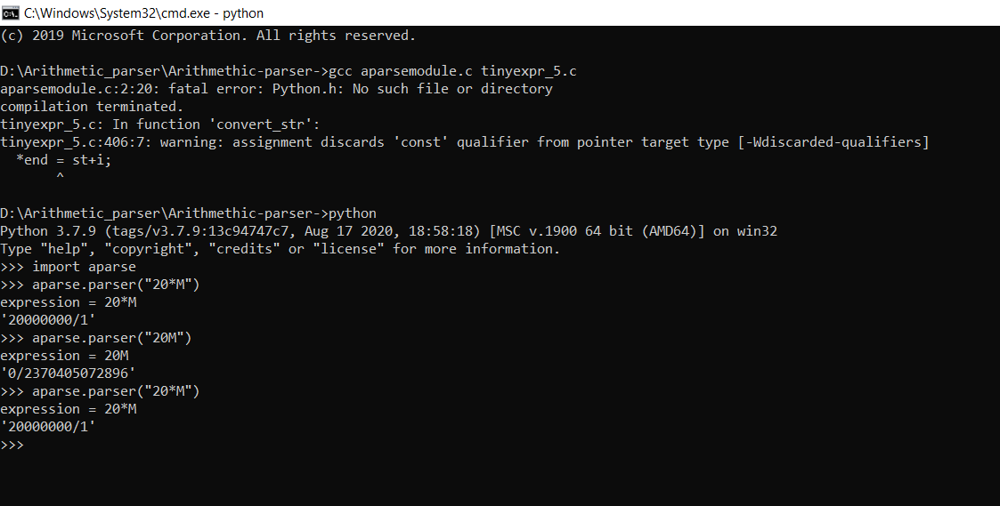 C:\Windows\System32\cmd.exe - python
(c) 2019 Microsoft Corporation. All rights reserved.
D:\Arithmetic_parser\Arithmethic-parser->gcc aparsemodule.c tinyexpr_5.c
aparsemodule.c:2:20: fatal error: Python.h: No such file or directory
compilation terminated.
tinyexpr_5.c: In function 'convert_str':
tinyexpr_5.c:406:7: warning: assignment discards 'const' qualifier from pointer target type [-Wdiscarded-qualifiers]
*end = st+i;
^
D:\Arithmetic_parser\Arithmethic-parser->python
Python 3.7.9 (tags/v3.7.9:13c94747c7, Aug 17 2020, 18:58:18) [MSC v.1900 64 bit (AMD64)] on win32
Type "help", "copyright", "credits" or "license" for more information.
>>> import aparse
>>> aparse.parser("20*M")
expression = 20*M
'20000000/1'
>>> aparse.parser("20M")
expression = 20M
'0/2370405072896'
>>> aparse.parser("20*M")
expression = 20*M
'20000000/1'
>>>